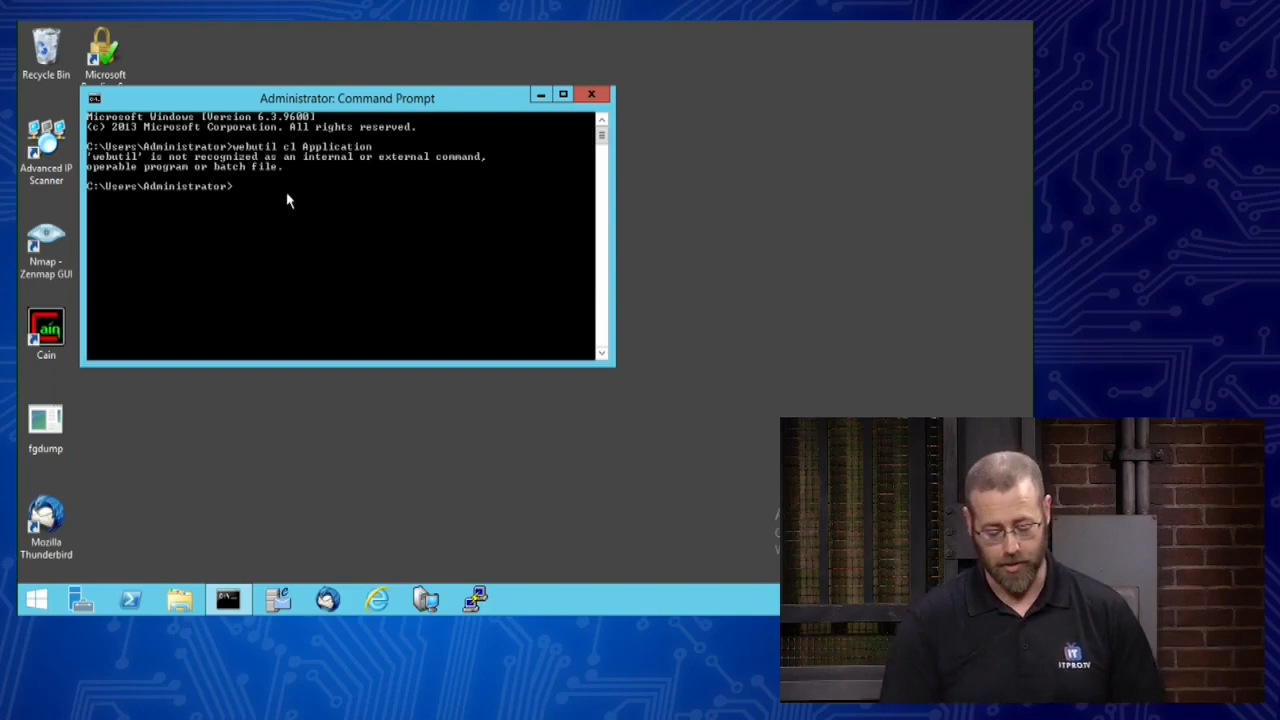 Recycle Bin
Microsoft
Administrator: Command Prompt
Microsoft Windows [Version 6.3.9600]
(c) 2013 Microsoft Corporation. All rights reserved.
C:\Users\Administrator>webutil cl Application
'webutil' is not recognized as an internal or external command,
operable program or batch file.
C:\Users\Administrator>
Advanced IP
Scanner
Nmap -
Zenmap GUI
Cain
fgdump
Mozilla
Thunderbird
IT
ITPRO.TV